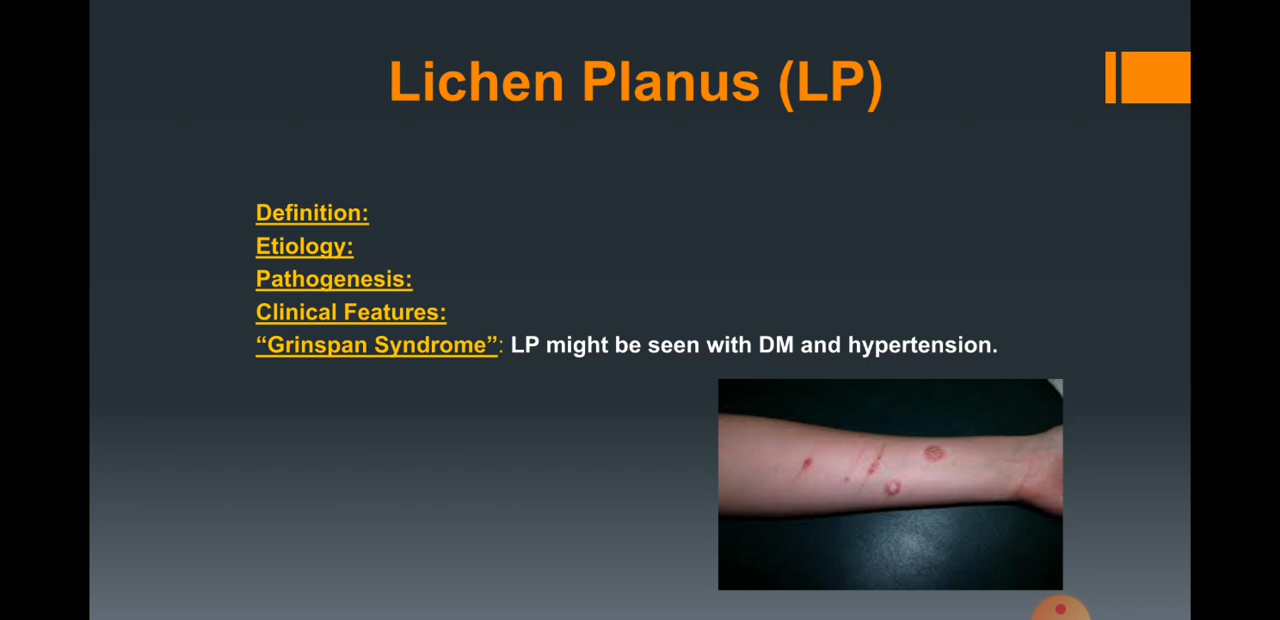 Lichen Planus (LP)
Definition:
Etiology:
Pathogenesis:
Clinical Features:
“Grinspan Syndrome”: LP might be seen with DM and hypertension.